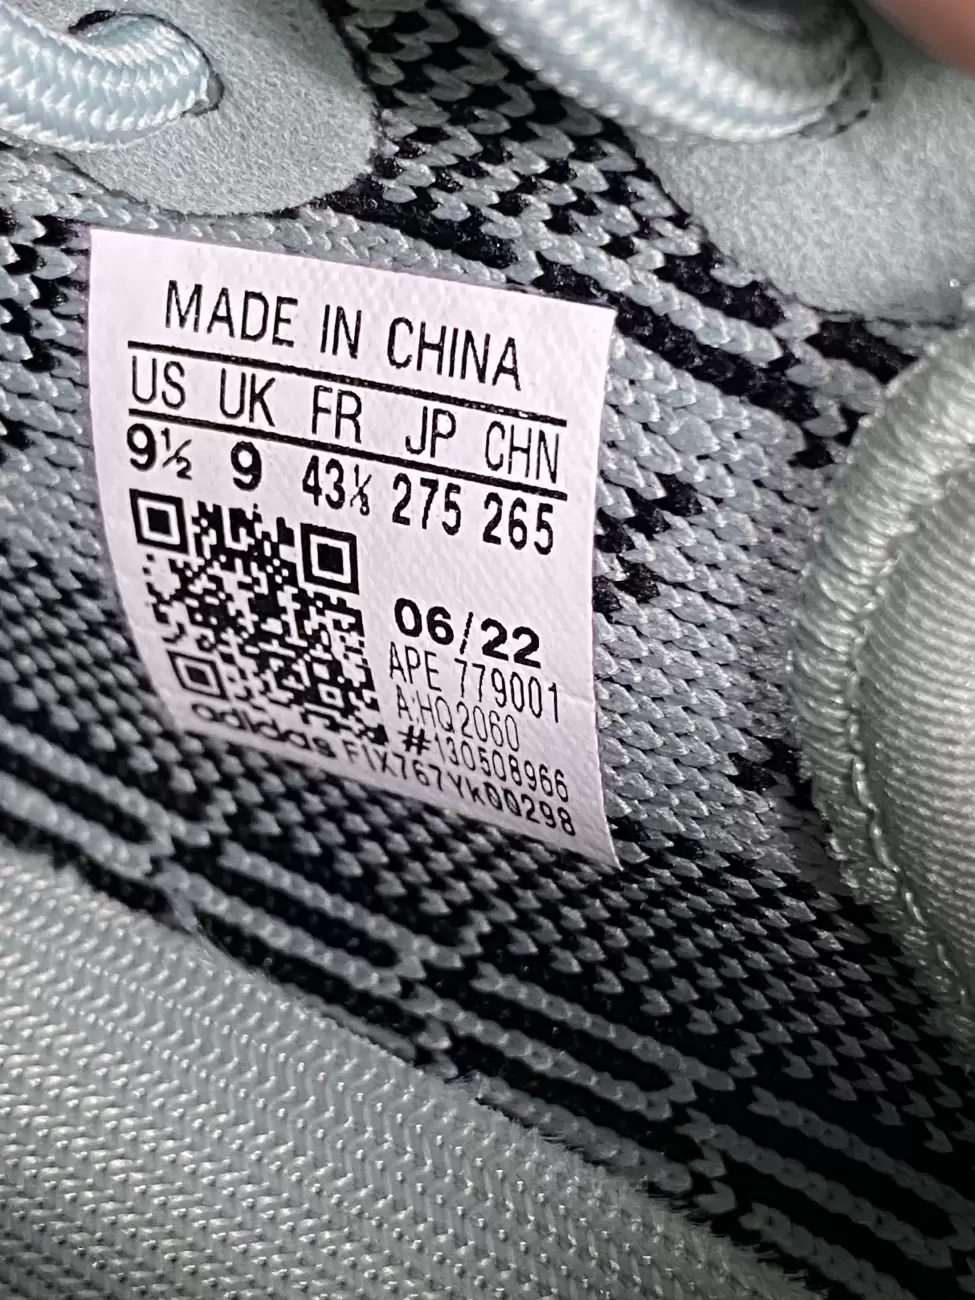 MADE IN CHINA
US UK FR JP CHN
9½ 9 43⅓ 275 265
06/22
APE 779001
A:HQ2060
#130508966
adidas F1X767Yk00298